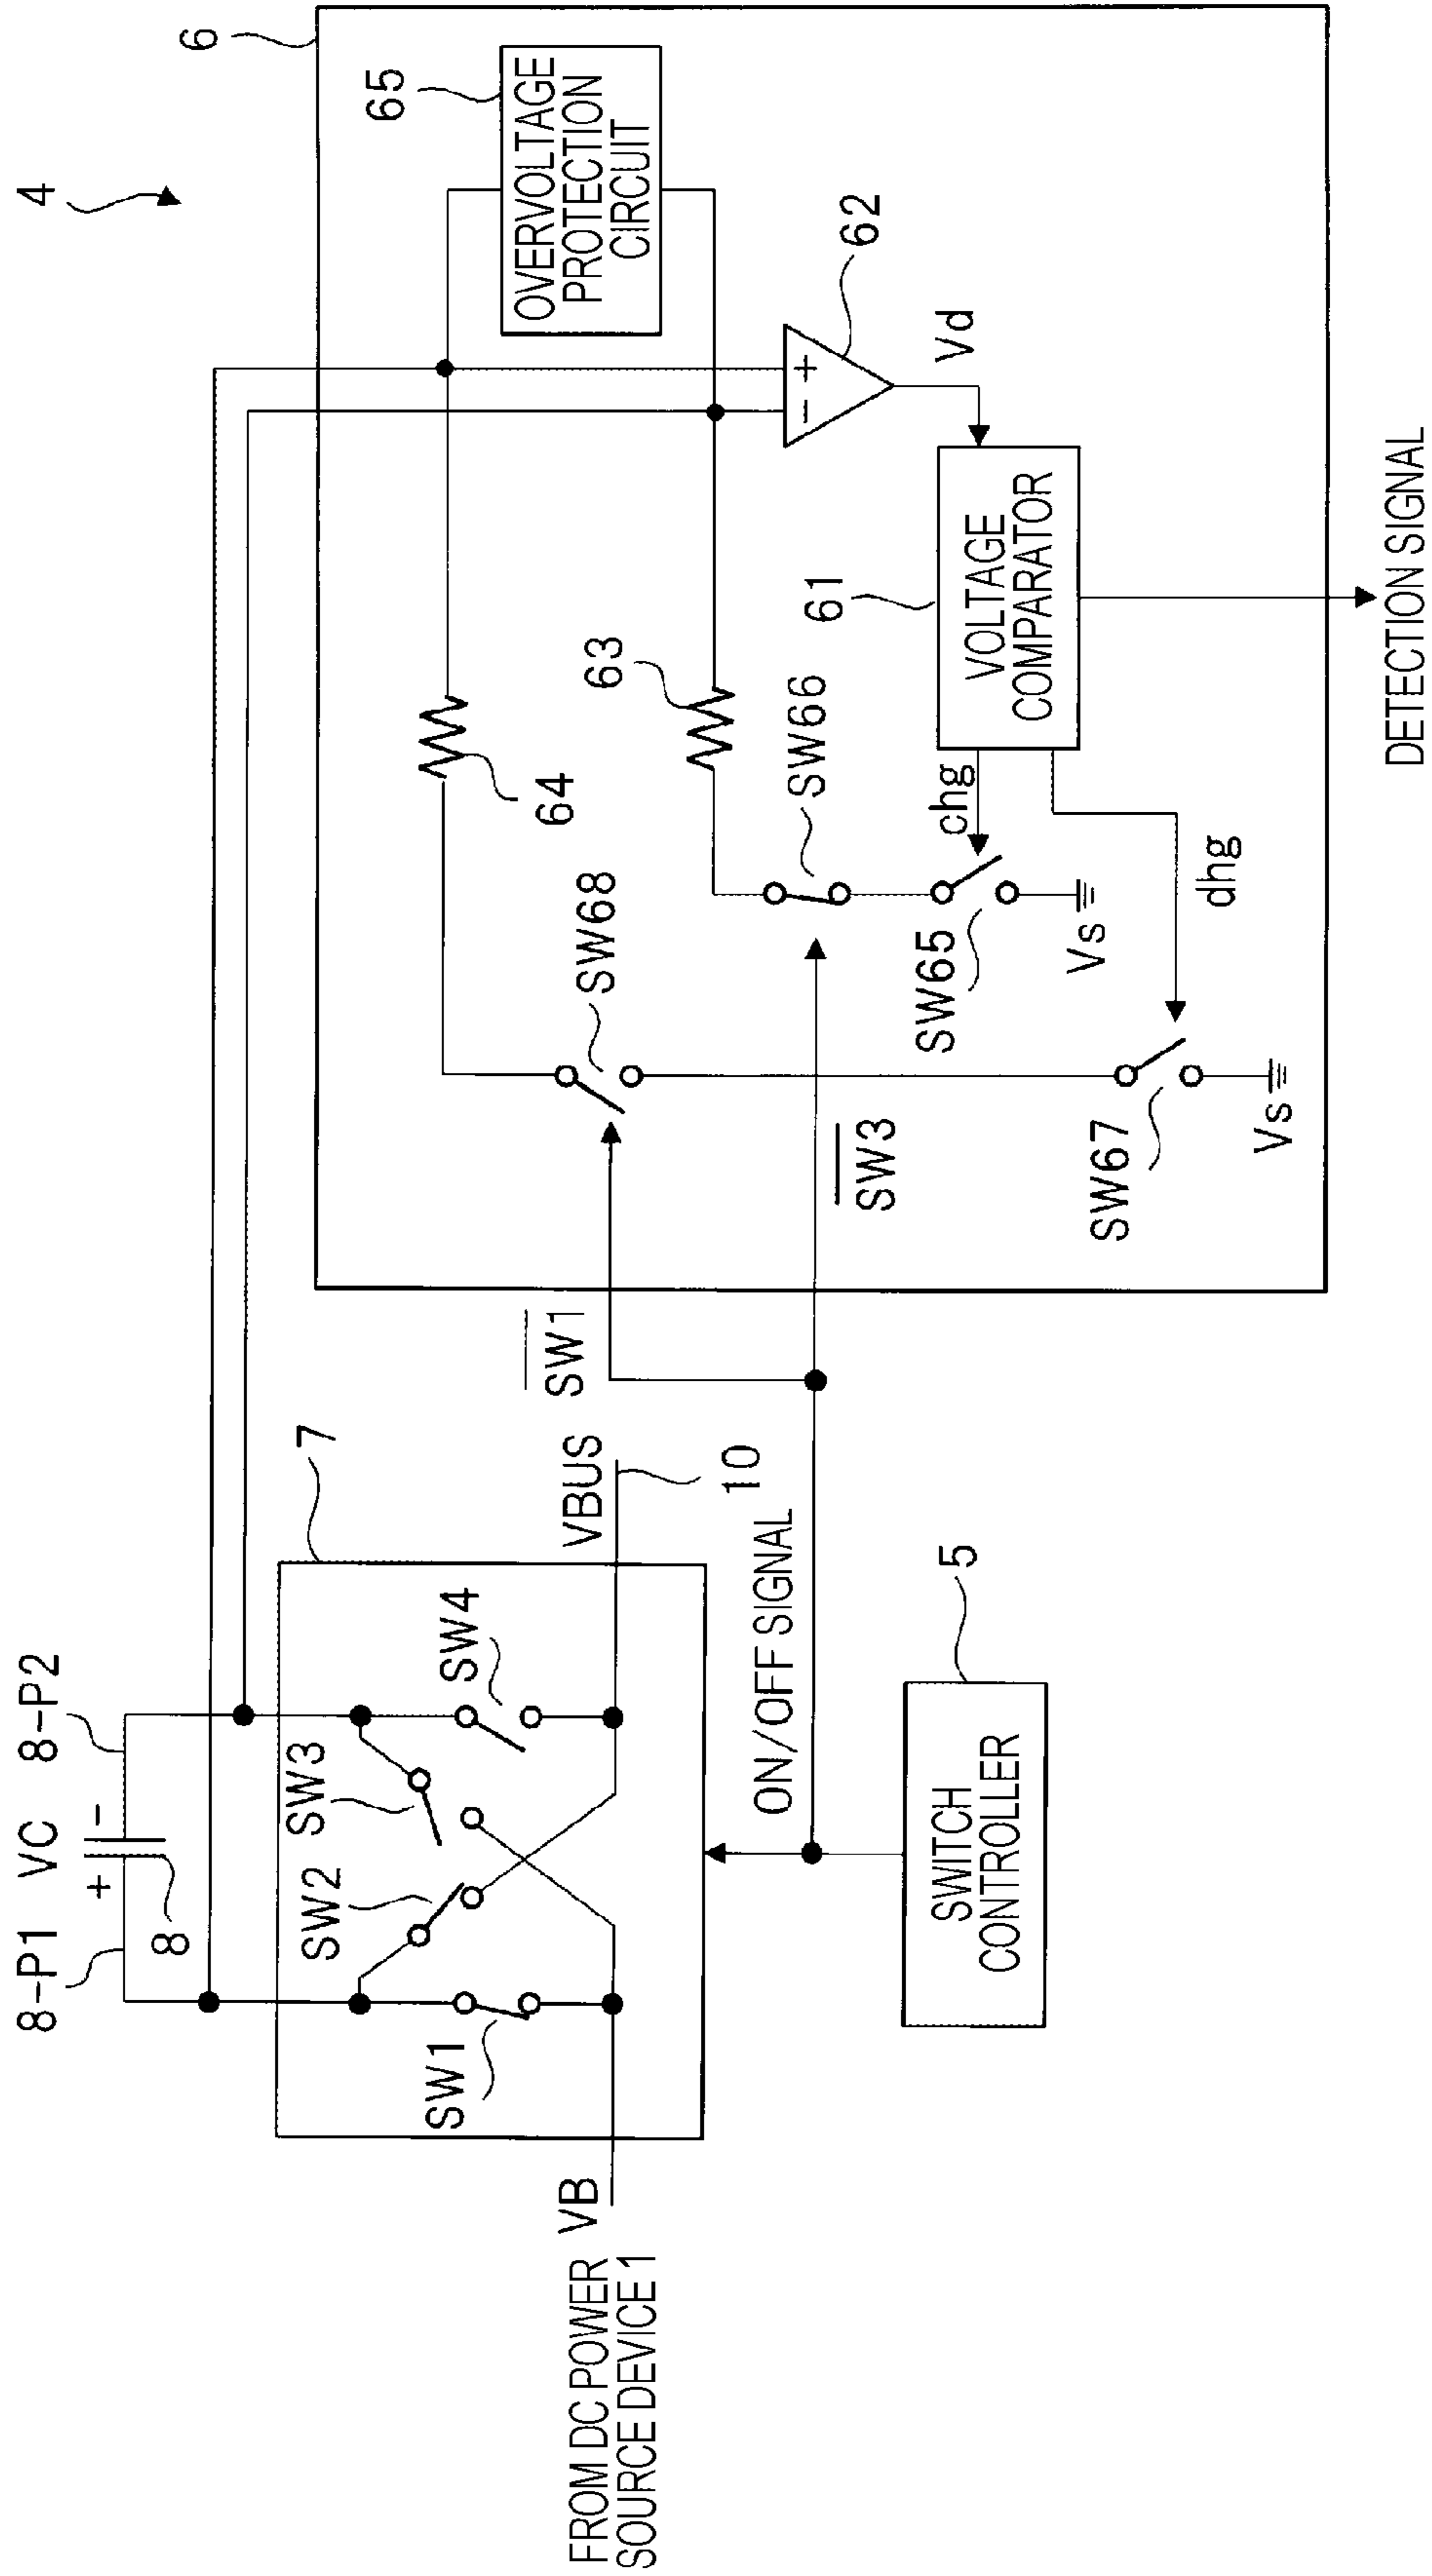 4
6
65
OVERVOLTAGE
PROTECTION
CIRCUIT
8-P1
VC
8-P2
+
-
8
7
SW1
SW2
SW3
SW4
VB
VBUS
10
FROM DC POWER
SOURCE DEVICE 1
ON/OFF SIGNAL
SWITCH
CONTROLLER
5
S̅W̅1̅
S̅W̅3̅
64
63
SW68
SW66
SW65
SW67
Vs
Vs
chg
dhg
61
VOLTAGE
COMPARATOR
-
+
62
Vd
DETECTION SIGNAL